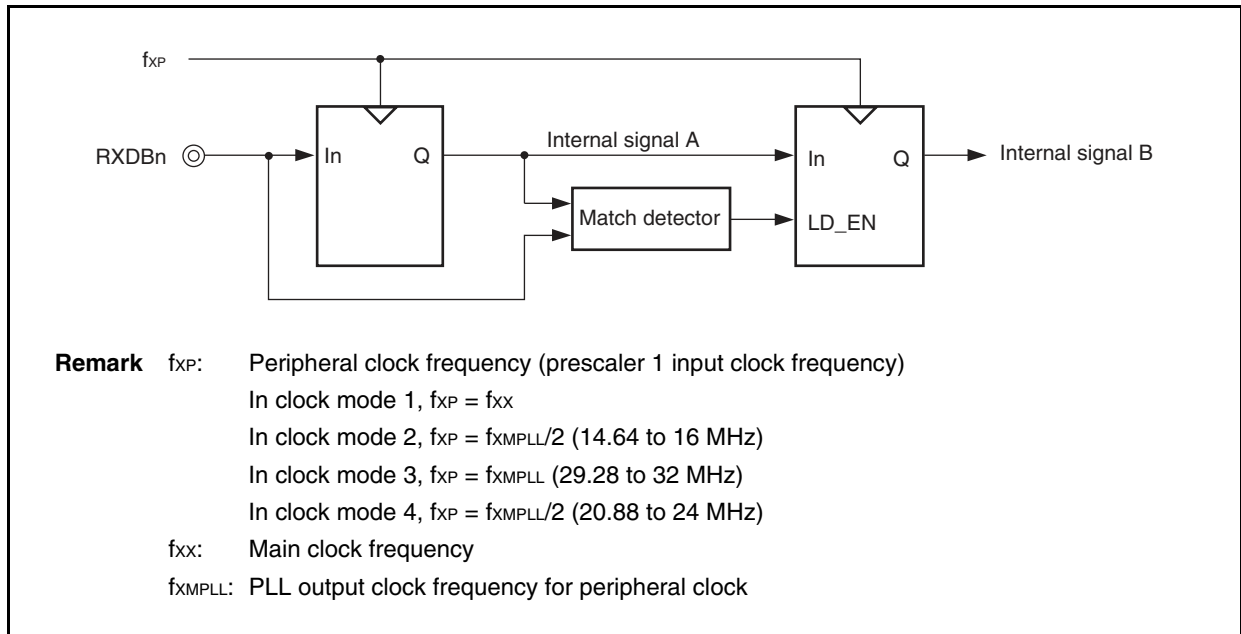 fXP
RXDBn
In
Q
Internal signal A
Match detector
In
Q
LD_EN
Internal signal B
Remark fXP: Peripheral clock frequency (prescaler 1 input clock frequency)
In clock mode 1, fXP = fXX
In clock mode 2, fXP = fXMPLL/2 (14.64 to 16 MHz)
In clock mode 3, fXP = fXMPLL (29.28 to 32 MHz)
In clock mode 4, fXP = fXMPLL/2 (20.88 to 24 MHz)
fXX: Main clock frequency
fXMPLL: PLL output clock frequency for peripheral clock